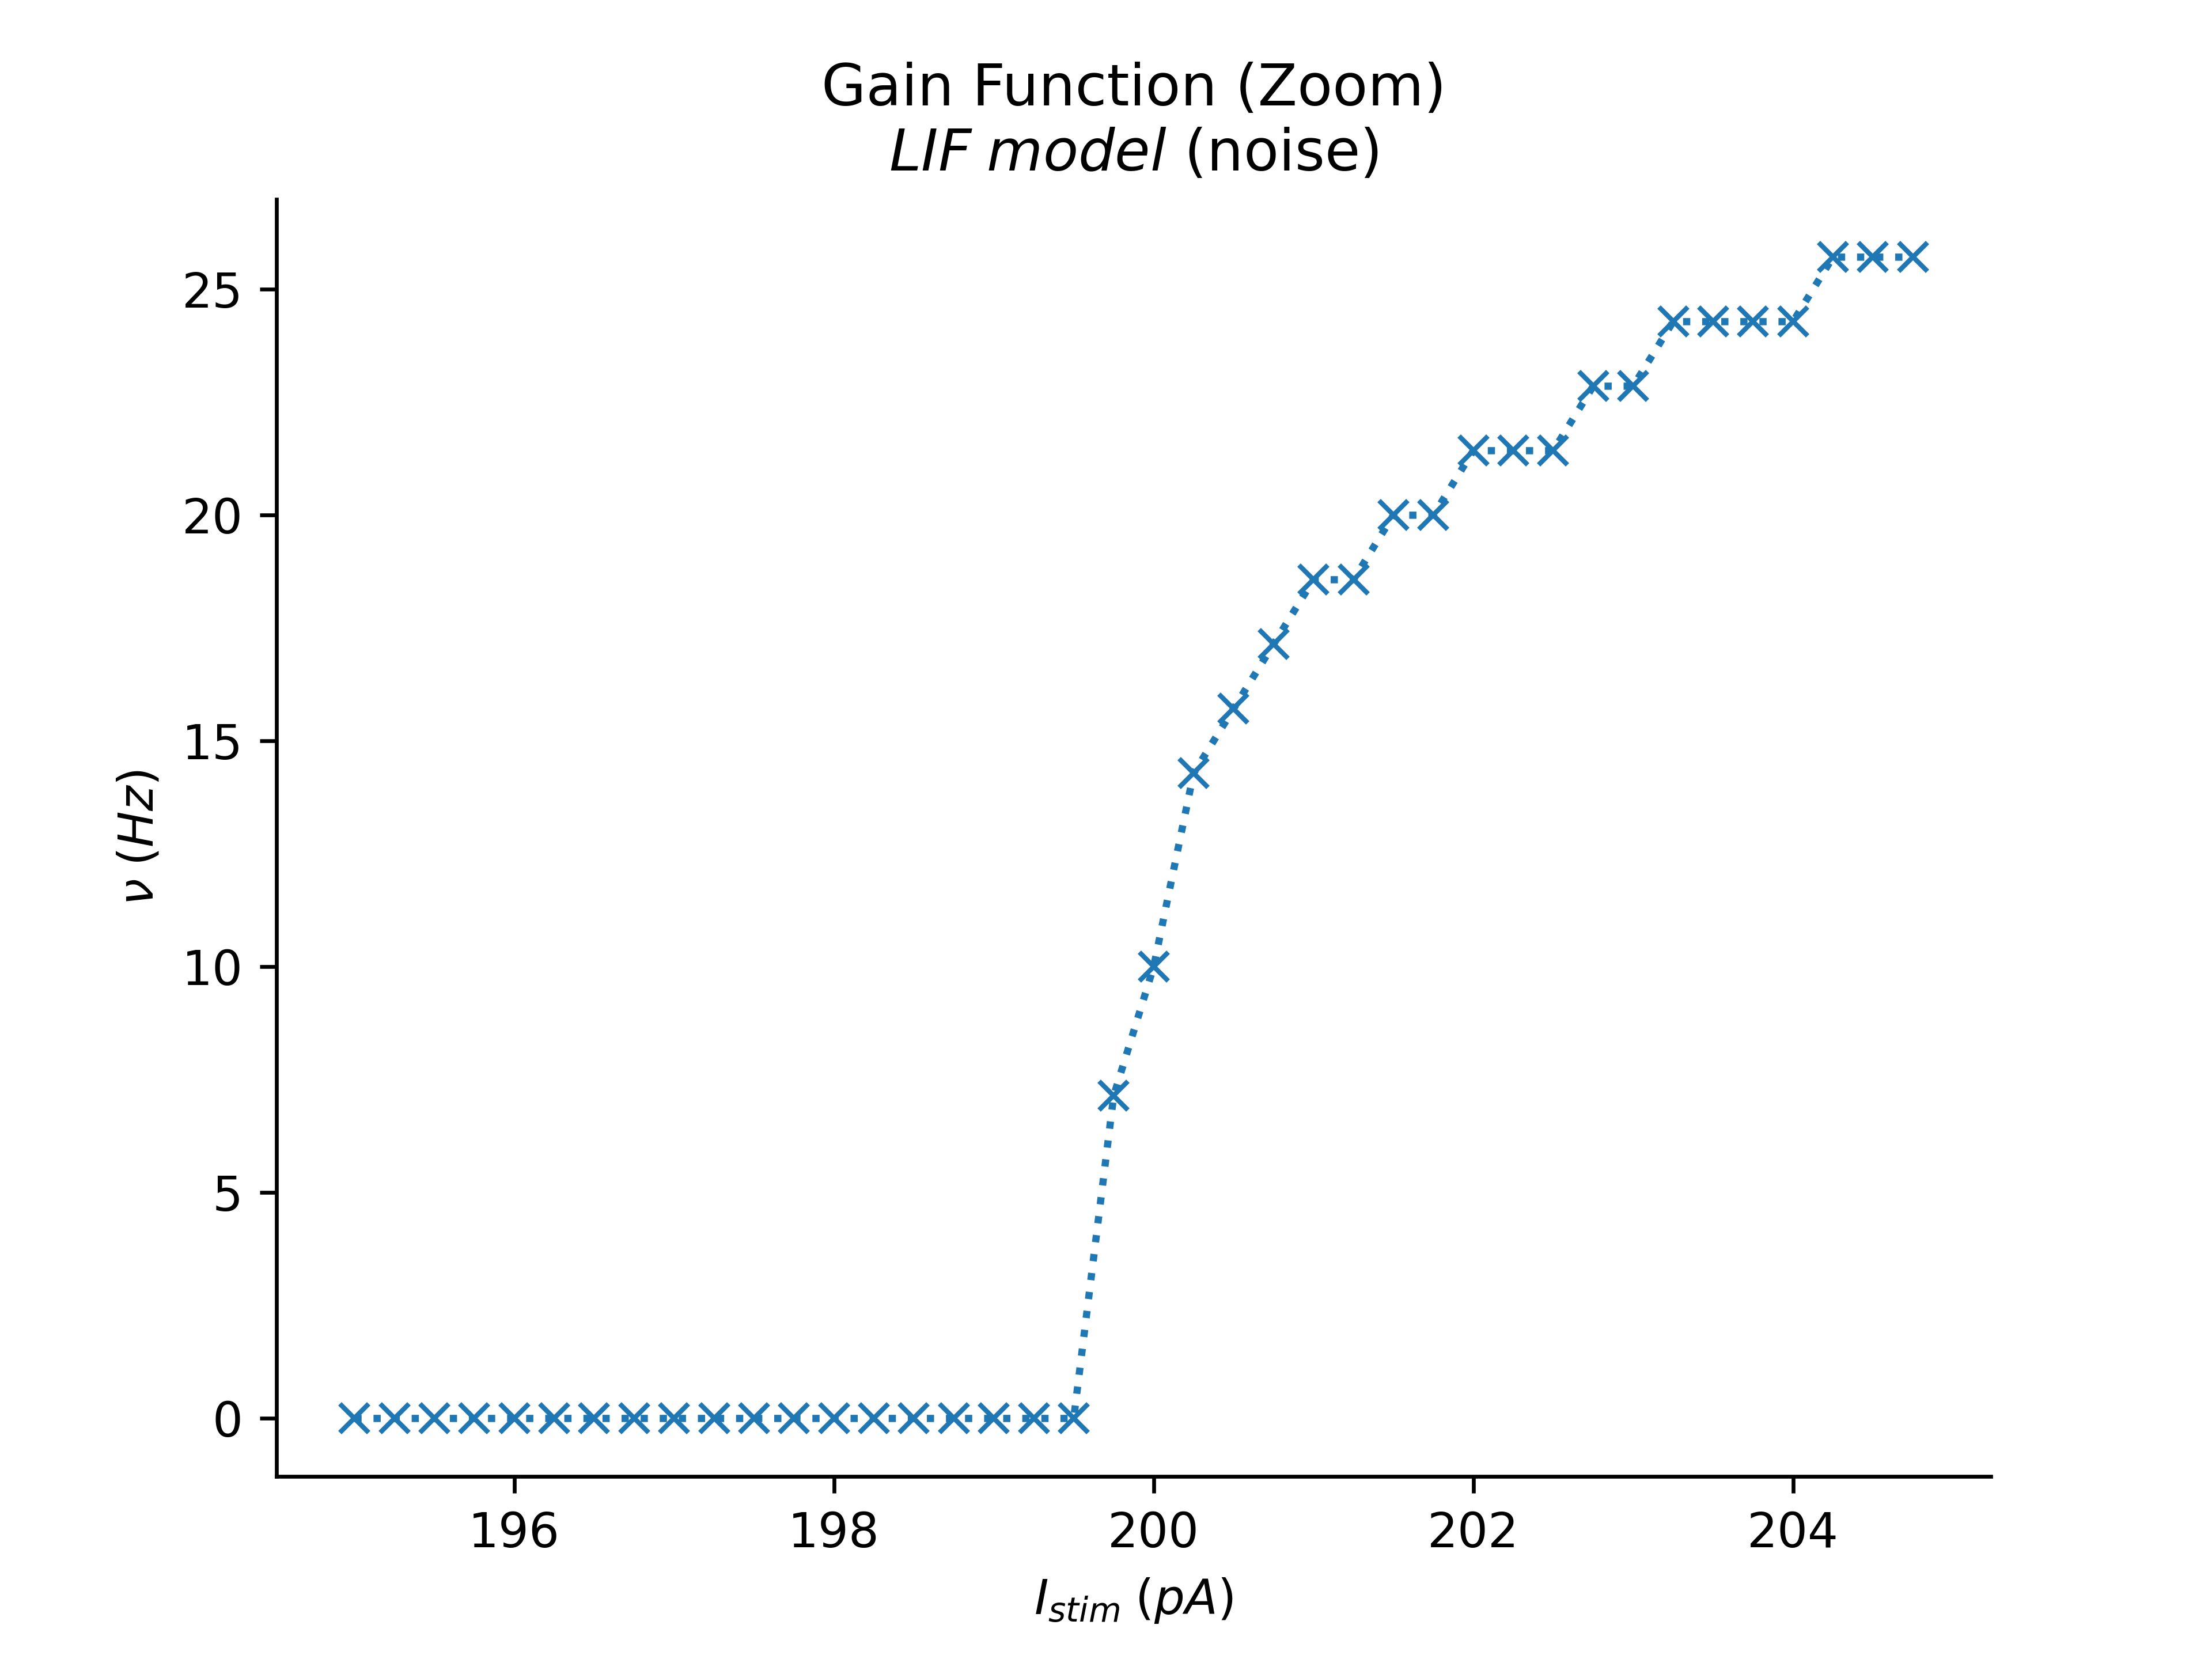 Gain Function (Zoom)
LIF model (noise)
25
20
15
10
5
0
ν (Hz)
196 198 200 202 204
I_stim (pA)